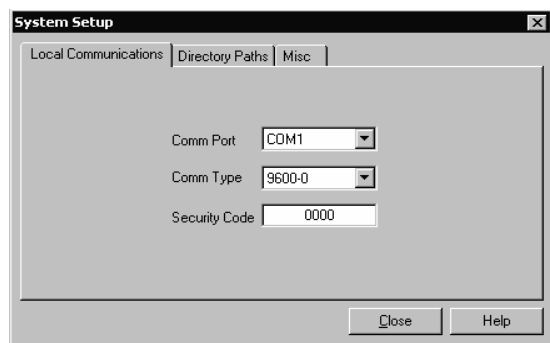 System Setup
Local Communications Directory Paths Misc
Comm Port COM1
Comm Type 9600-0
Security Code 0000
Close Help